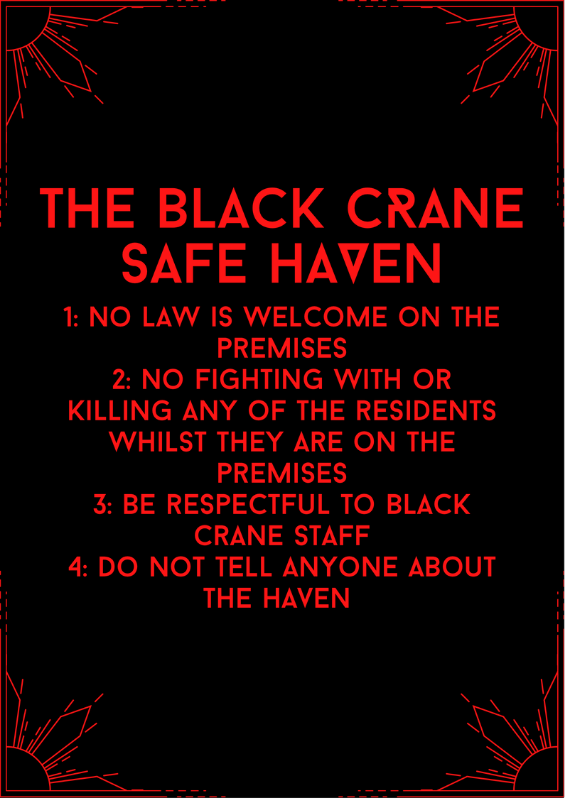 THE BLACK CRANE
SAFE HAVEN
1: NO LAW IS WELCOME ON THE
PREMISES
2: NO FIGHTING WITH OR
KILLING ANY OF THE RESIDENTS
WHILST THEY ARE ON THE
PREMISES
3: BE RESPECTFUL TO BLACK
CRANE STAFF
4: DO NOT TELL ANYONE ABOUT
THE HAVEN